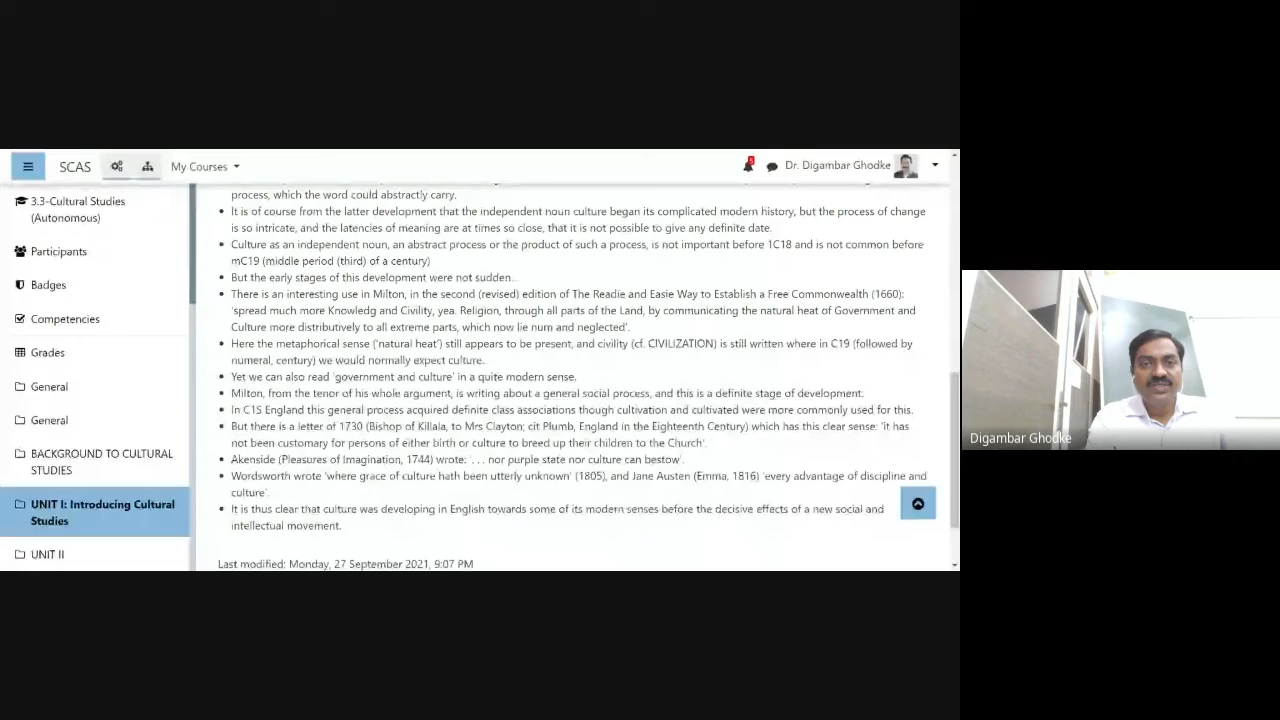 SCAS
My Courses
5
Dr. Digambar Ghodke
3.3-Cultural Studies
(Autonomous)
Participants
Badges
Competencies
Grades
General
General
BACKGROUND TO CULTURAL
STUDIES
UNIT I: Introducing Cultural
Studies
UNIT II
process, which the word could abstractly carry.
It is of course from the latter development that the independent noun culture began its complicated modern history, but the process of change
is so intricate, and the latencies of meaning are at times so close, that it is not possible to give any definite date.
Culture as an independent noun, an abstract process or the product of such a process, is not important before 1C18 and is not common before
mC19 (middle period (third) of a century)
But the early stages of this development were not sudden.
There is an interesting use in Milton, in the second (revised) edition of The Readie and Easie Way to Establish a Free Commonwealth (1660):
'spread much more Knowledg and Civility, yea. Religion, through all parts of the Land, by communicating the natural heat of Government and
Culture more distributively to all extreme parts, which now lie num and neglected'.
Here the metaphorical sense ('natural heat') still appears to be present, and civility (cf. CIVILIZATION) is still written where in C19 (followed by
numeral, century) we would normally expect culture.
Yet we can also read 'government and culture' in a quite modern sense.
Milton, from the tenor of his whole argument, is writing about a general social process, and this is a definite stage of development.
In C1S England this general process acquired definite class associations though cultivation and cultivated were more commonly used for this.
But there is a letter of 1730 (Bishop of Killala, to Mrs Clayton; cit Plumb, England in the Eighteenth Century) which has this clear sense: 'it has
not been customary for persons of either birth or culture to breed up their children to the Church'.
Akenside (Pleasures of Imagination, 1744) wrote: '. . . nor purple state nor culture can bestow'.
Wordsworth wrote 'where grace of culture hath been utterly unknown' (1805), and Jane Austen (Emma, 1816) 'every advantage of discipline and
culture'.
It is thus clear that culture was developing in English towards some of its modern senses before the decisive effects of a new social and
intellectual movement.
Last modified: Monday, 27 September 2021, 9:07 PM
Digambar Ghodke